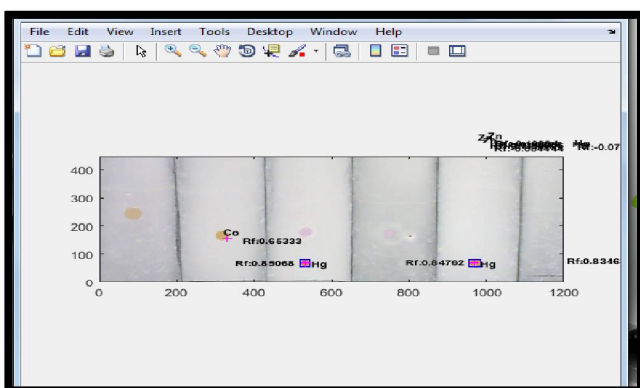 File Edit View Insert Tools Desktop Window Help
400
300
200
100
0
Co
Rf:0.65333
Rf:0.85068 Hg
Rf:0.84762 Hg
Rf:0.8346
0 200 400 600 800 1000 1200